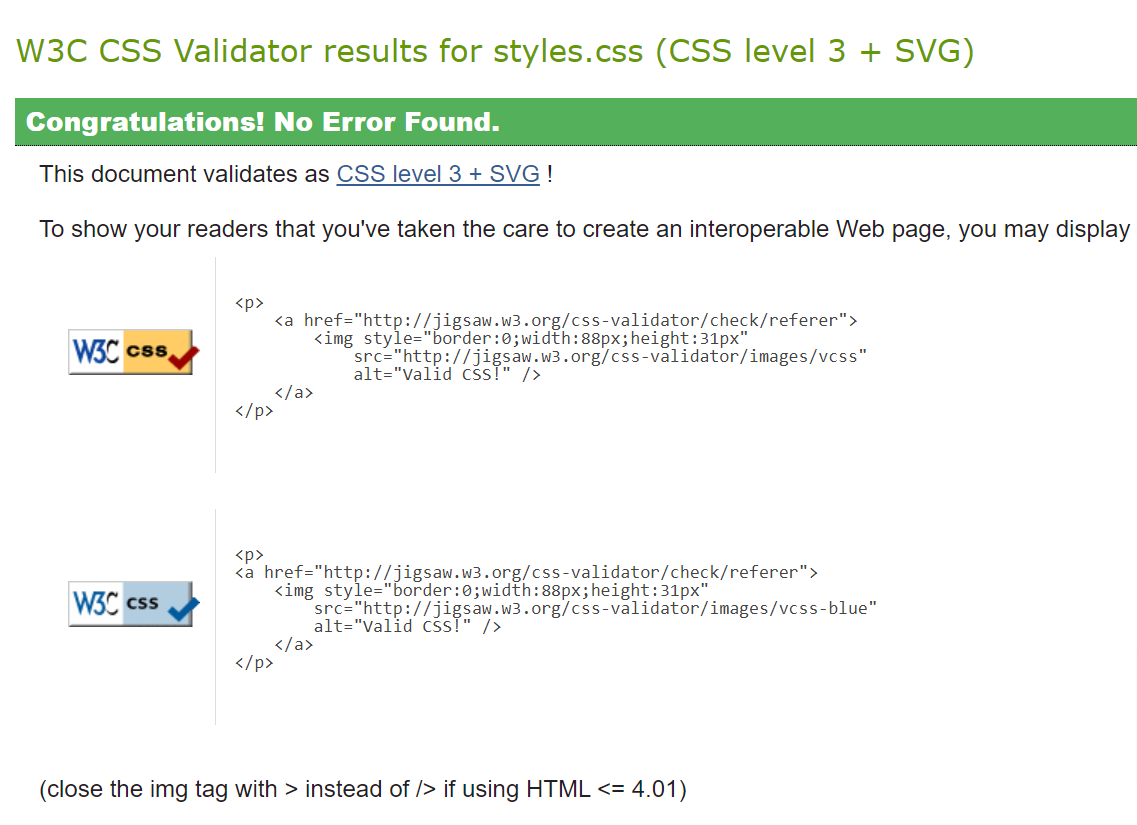 W3C CSS Validator results for styles.css (CSS level 3 + SVG)
Congratulations! No Error Found.
This document validates as CSS level 3 + SVG !
To show your readers that you've taken the care to create an interoperable Web page, you may display
W3C css
<p>
    <a href="http://jigsaw.w3.org/css-validator/check/referer">
        <img style="border:0;width:88px;height:31px"
            src="http://jigsaw.w3.org/css-validator/images/vcss"
            alt="Valid CSS!" />
    </a>
</p>
W3C css
<p>
<a href="http://jigsaw.w3.org/css-validator/check/referer">
    <img style="border:0;width:88px;height:31px"
        src="http://jigsaw.w3.org/css-validator/images/vcss-blue"
        alt="Valid CSS!" />
    </a>
</p>
(close the img tag with > instead of /> if using HTML <= 4.01)